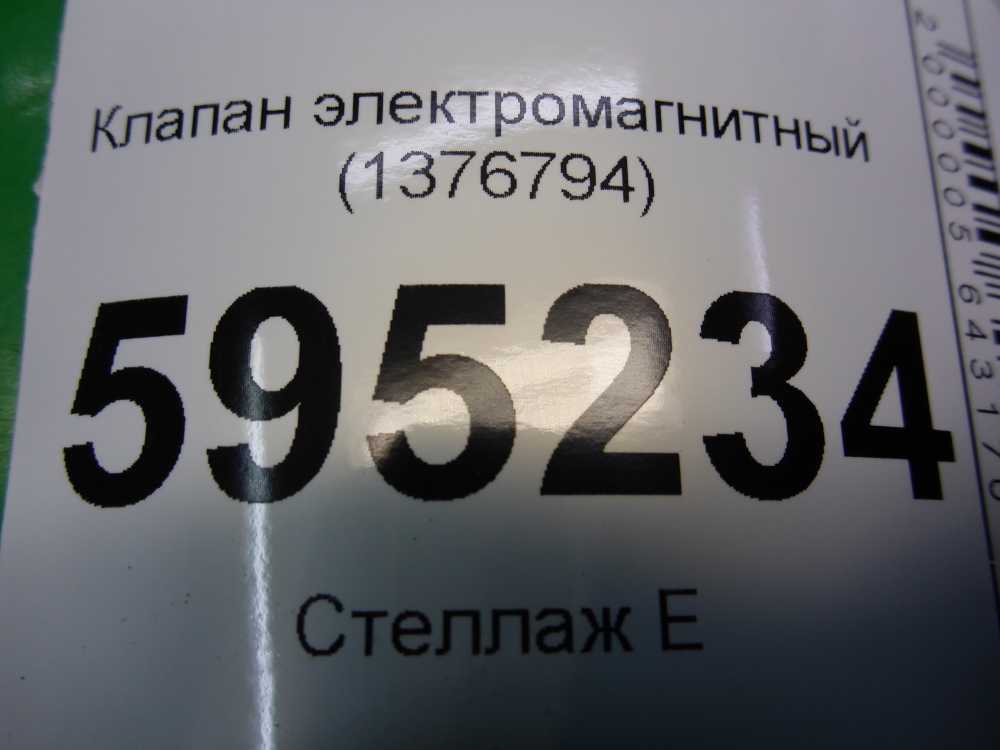 Клапан электромагнитный
(1376794)
595234
Стеллаж Е